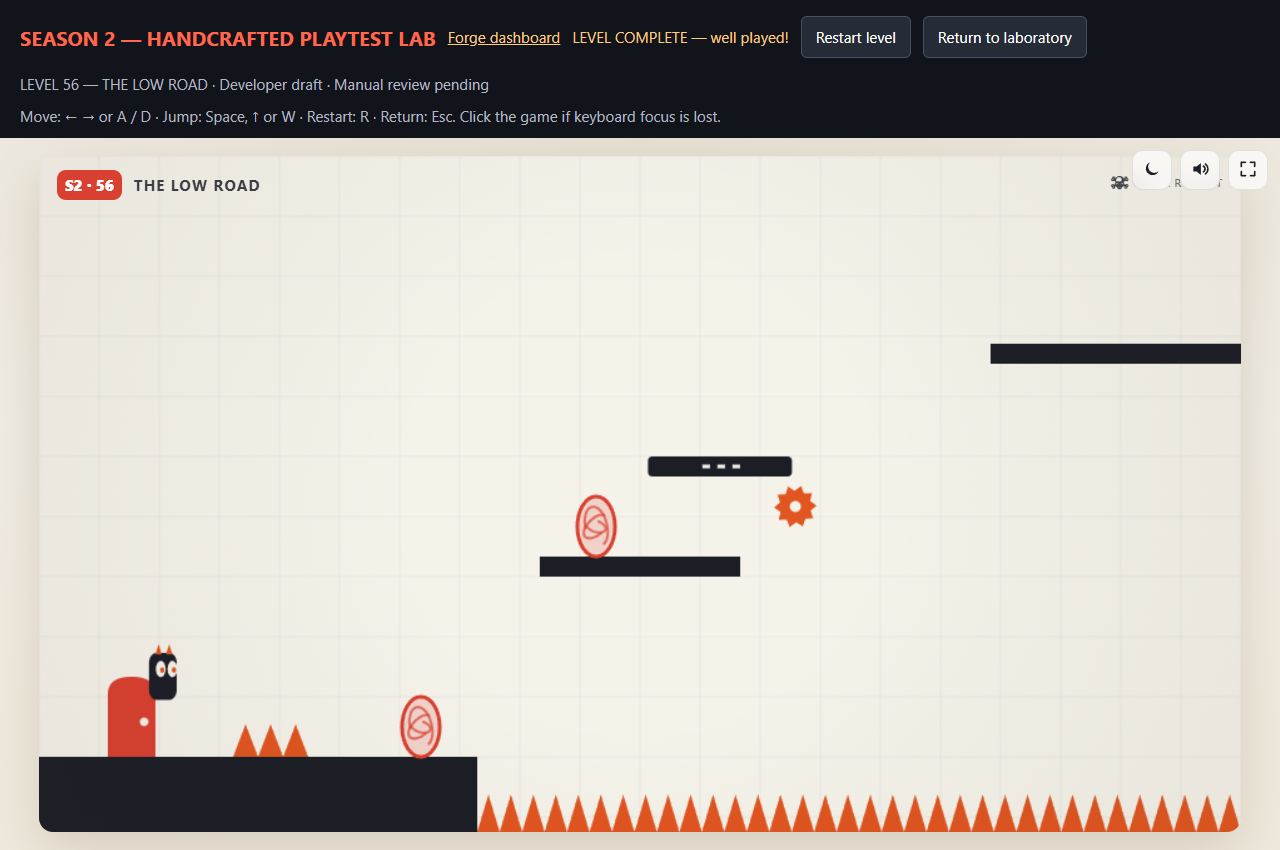 SEASON 2 — HANDCRAFTED PLAYTEST LAB Forge dashboard LEVEL COMPLETE — well played! Restart level Return to laboratory
LEVEL 56 — THE LOW ROAD · Developer draft · Manual review pending
Move: ← → or A / D · Jump: Space, ↑ or W · Restart: R · Return: Esc. Click the game if keyboard focus is lost.
S2 · 56 THE LOW ROAD